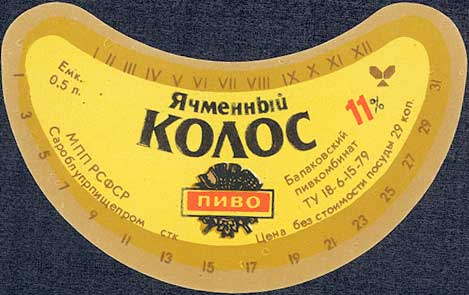 I II III IV V VI VII VIII IX X XI XII
Емк.
0.5 л.
Ячменный
КОЛОС
11%
ПИВО
МПП РСФСР
Сароблупрпищепром
стк
Балаковский
пивкомбинат
ТУ 18-6-15-79
Цена без стоимости посуды 29 коп.
1 3 5 7 9 11 13 15 17 19 21 23 25 27 29 31